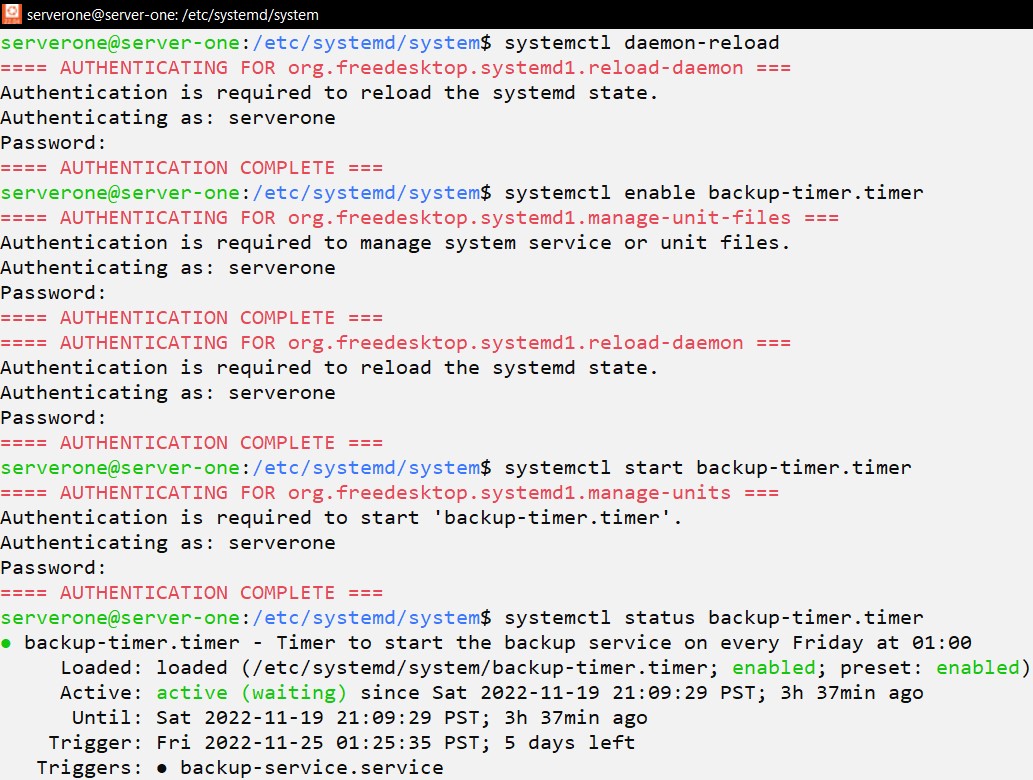 serverone@server-one: /etc/systemd/system
serverone@server-one:/etc/systemd/system$ systemctl daemon-reload
==== AUTHENTICATING FOR org.freedesktop.systemd1.reload-daemon ===
Authentication is required to reload the systemd state.
Authenticating as: serverone
Password:
==== AUTHENTICATION COMPLETE ===
serverone@server-one:/etc/systemd/system$ systemctl enable backup-timer.timer
==== AUTHENTICATING FOR org.freedesktop.systemd1.manage-unit-files ===
Authentication is required to manage system service or unit files.
Authenticating as: serverone
Password:
==== AUTHENTICATION COMPLETE ===
==== AUTHENTICATING FOR org.freedesktop.systemd1.reload-daemon ===
Authentication is required to reload the systemd state.
Authenticating as: serverone
Password:
==== AUTHENTICATION COMPLETE ===
serverone@server-one:/etc/systemd/system$ systemctl start backup-timer.timer
==== AUTHENTICATING FOR org.freedesktop.systemd1.manage-units ===
Authentication is required to start 'backup-timer.timer'.
Authenticating as: serverone
Password:
==== AUTHENTICATION COMPLETE ===
serverone@server-one:/etc/systemd/system$ systemctl status backup-timer.timer
● backup-timer.timer - Timer to start the backup service on every Friday at 01:00
     Loaded: loaded (/etc/systemd/system/backup-timer.timer; enabled; preset: enabled)
     Active: active (waiting) since Sat 2022-11-19 21:09:29 PST; 3h 37min ago
      Until: Sat 2022-11-19 21:09:29 PST; 3h 37min ago
    Trigger: Fri 2022-11-25 01:25:35 PST; 5 days left
   Triggers: ● backup-service.service